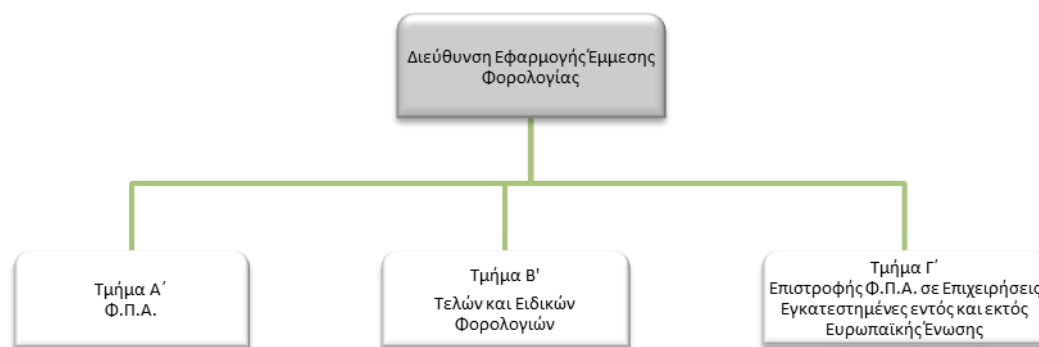 Διεύθυνση Εφαρμογής Έμμεσης
Φορολογίας
Τμήμα Α΄
Φ.Π.Α.
Τμήμα Β'
Τελών και Ειδικών
Φορολογιών
Τμήμα Γ΄
Επιστροφής Φ.Π.Α. σε Επιχειρήσεις
Εγκατεστημένες εντός και εκτός
Ευρωπαϊκής Ένωσης